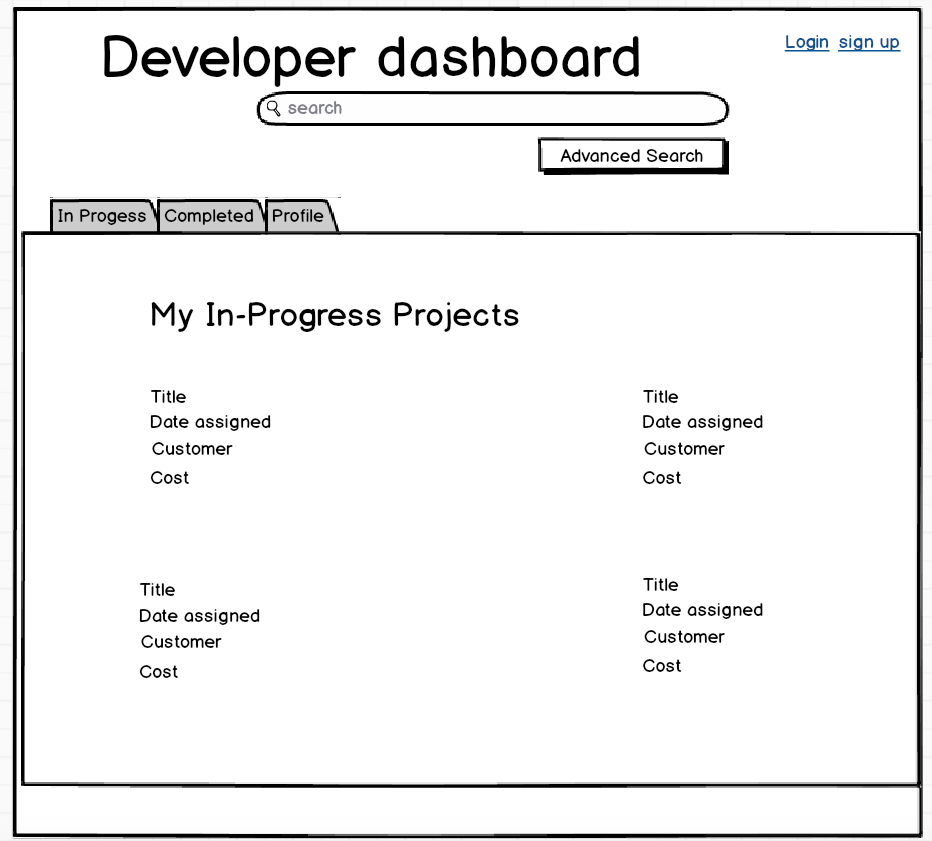 Developer dashboard
Login sign up
search
Advanced Search
In Progess Completed Profile
My In-Progress Projects
Title
Date assigned
Customer
Cost
Title
Date assigned
Customer
Cost
Title
Date assigned
Customer
Cost
Title
Date assigned
Customer
Cost